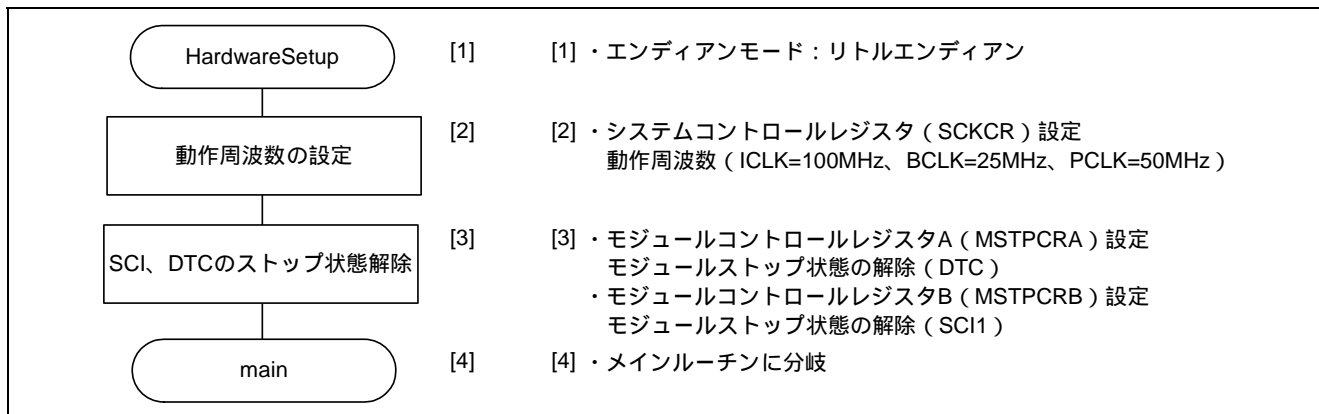 HardwareSetup [1] [1] ・エンディアンモード：リトルエンディアン
動作周波数の設定 [2] [2] ・システムコントロールレジスタ（SCKCR）設定
動作周波数（ICLK=100MHz、BCLK=25MHz、PCLK=50MHz）
SCI、DTCのストップ状態解除 [3] [3] ・モジュールコントロールレジスタA（MSTPCRA）設定
モジュールストップ状態の解除（DTC）
・モジュールコントロールレジスタB（MSTPCRB）設定
モジュールストップ状態の解除（SCI1）
main [4] [4] ・メインルーチンに分岐